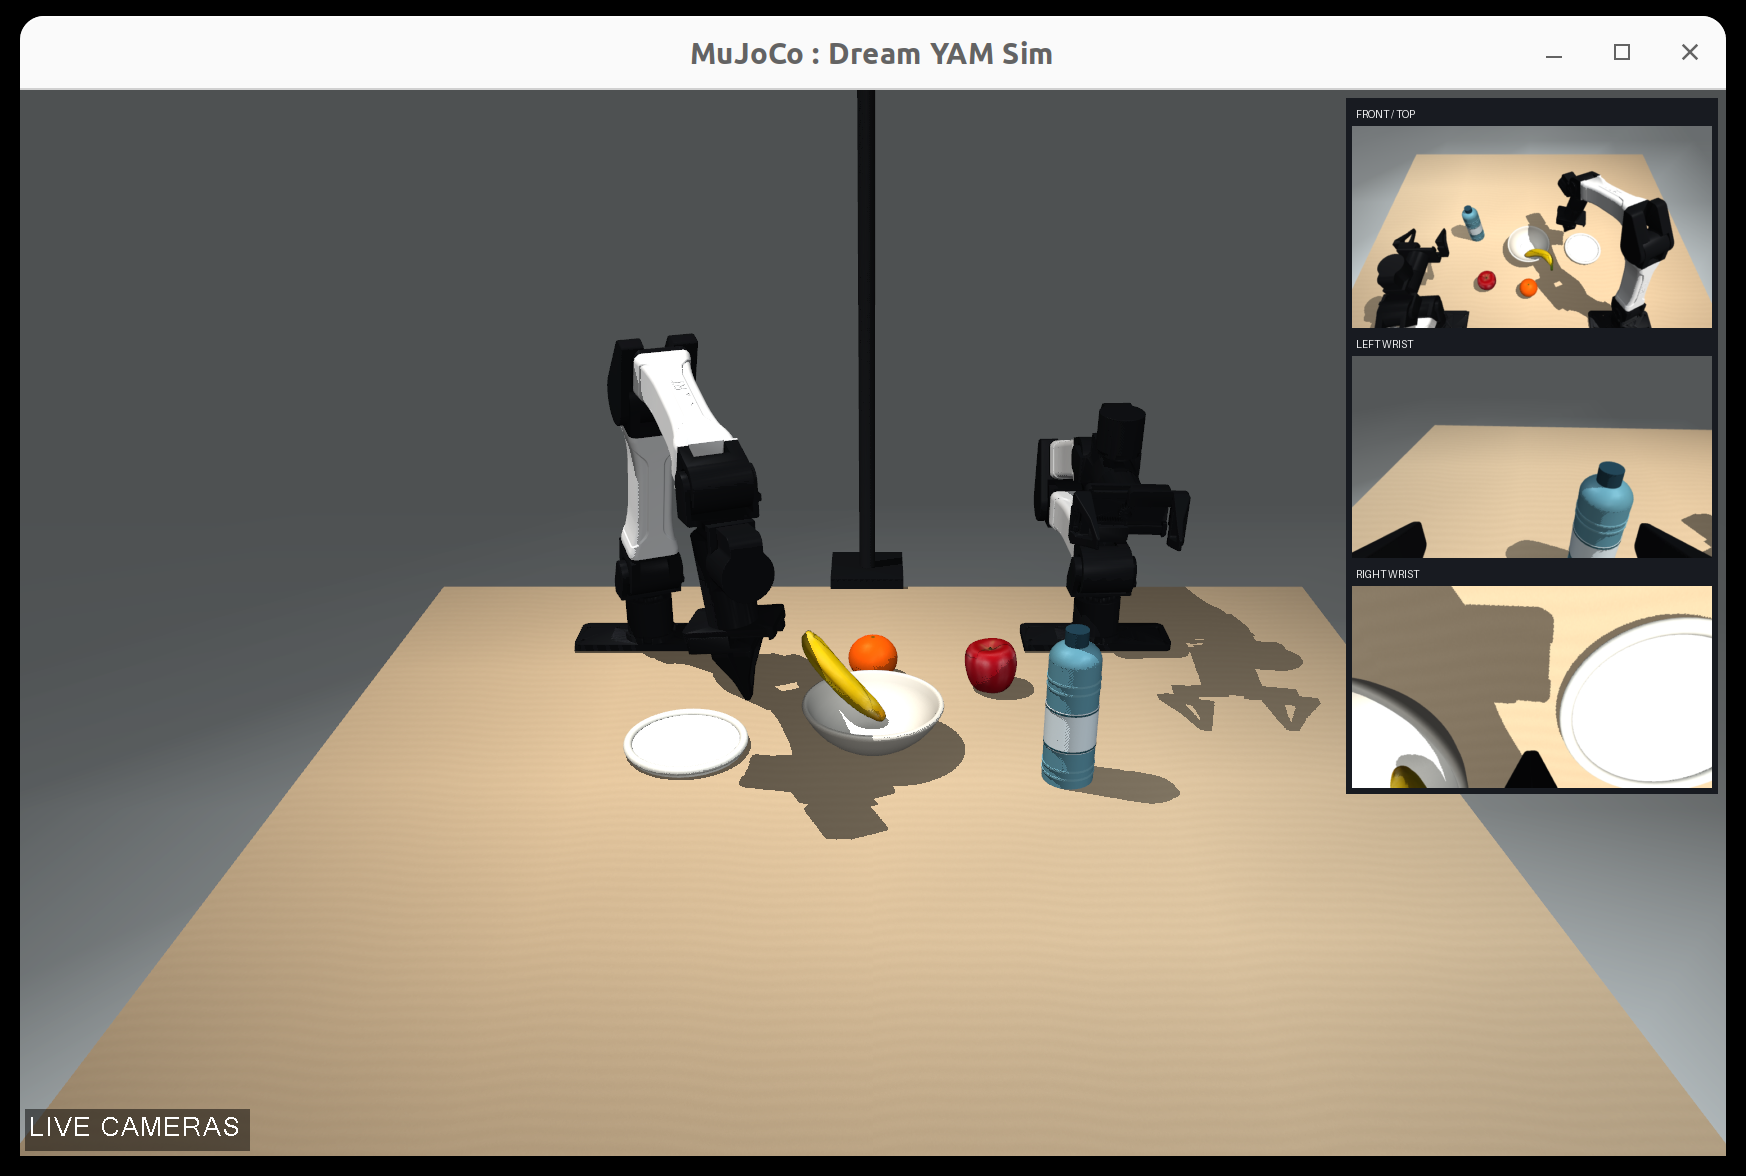 MuJoCo : Dream YAM Sim
FRONT / TOP
LEFT WRIST
RIGHT WRIST
LIVE CAMERAS